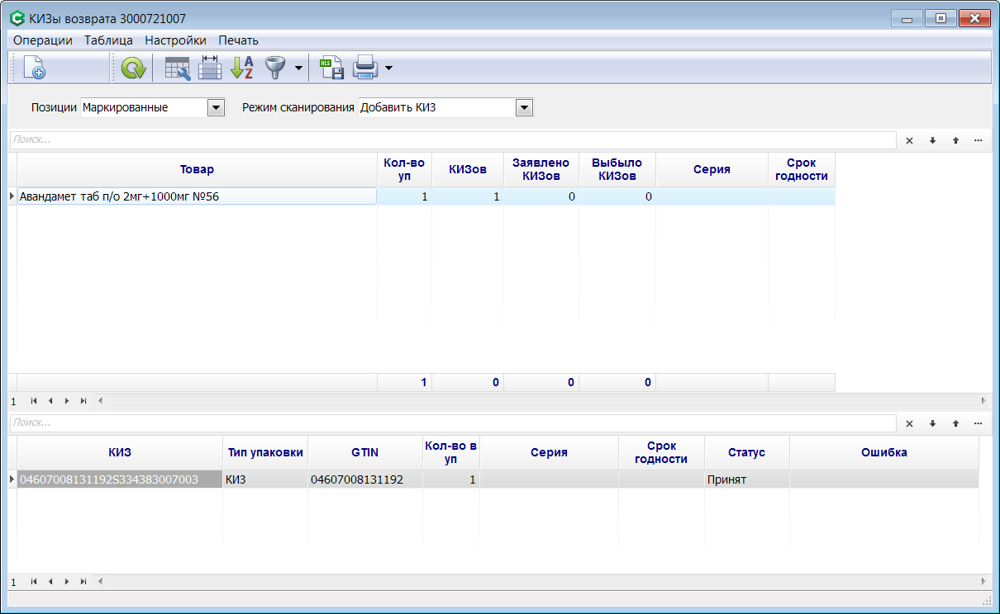 КИЗы возврата 3000721007
Операции Таблица Настройки Печать
A
Z
XLS
Позиции Маркированные Режим сканирования Добавить КИЗ
Поиск...
Товар Кол-во уп КИЗов Заявлено КИЗов Выбыло КИЗов Серия Срок годности
Авандамет таб п/о 2мг+1000мг №56 1 1 0 0
1 0 0 0
1
Поиск...
КИЗ Тип упаковки GTIN Кол-во в уп Серия Срок годности Статус Ошибка
04607008131192S334383007003 КИЗ 04607008131192 1 Принят
1